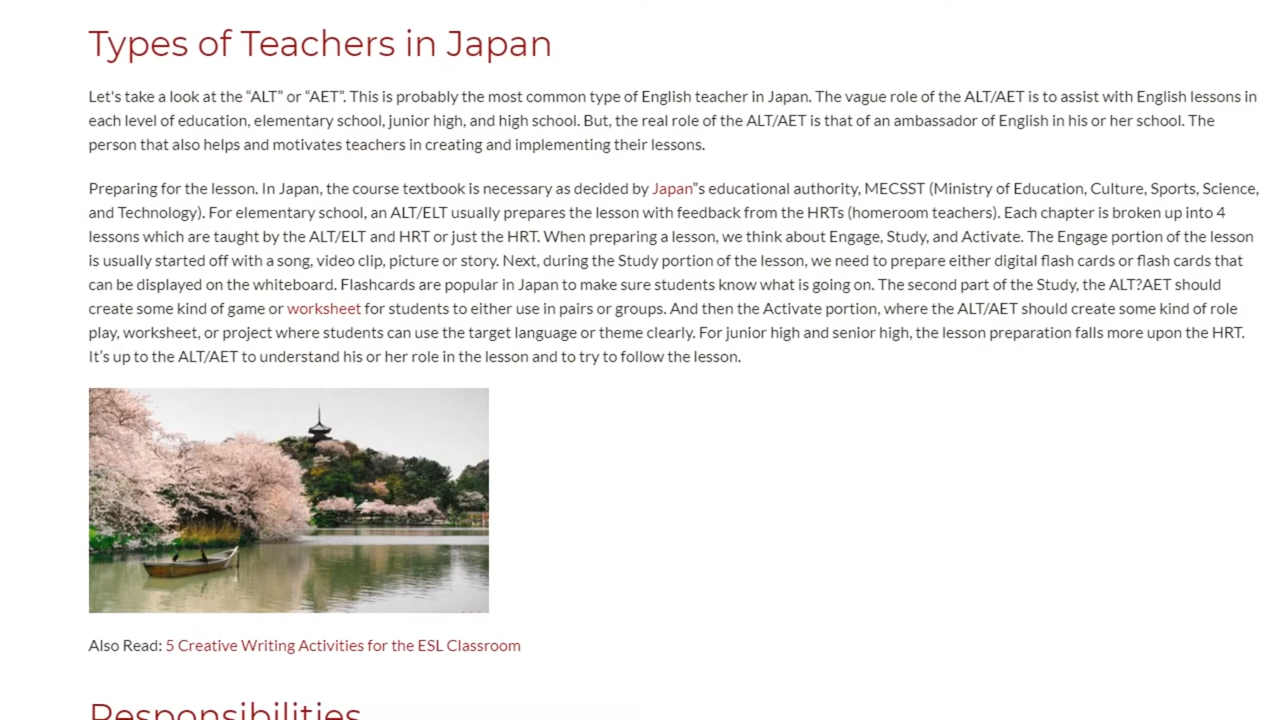 Types of Teachers in Japan
Let's take a look at the “ALT” or “AET”. This is probably the most common type of English teacher in Japan. The vague role of the ALT/AET is to assist with English lessons in
each level of education, elementary school, junior high, and high school. But, the real role of the ALT/AET is that of an ambassador of English in his or her school. The
person that also helps and motivates teachers in creating and implementing their lessons.
Preparing for the lesson. In Japan, the course textbook is necessary as decided by Japan"s educational authority, MECSST (Ministry of Education, Culture, Sports, Science,
and Technology). For elementary school, an ALT/ELT usually prepares the lesson with feedback from the HRTs (homeroom teachers). Each chapter is broken up into 4
lessons which are taught by the ALT/ELT and HRT or just the HRT. When preparing a lesson, we think about Engage, Study, and Activate. The Engage portion of the lesson
is usually started off with a song, video clip, picture or story. Next, during the Study portion of the lesson, we need to prepare either digital flash cards or flash cards that
can be displayed on the whiteboard. Flashcards are popular in Japan to make sure students know what is going on. The second part of the Study, the ALT?AET should
create some kind of game or worksheet for students to either use in pairs or groups. And then the Activate portion, where the ALT/AET should create some kind of role
play, worksheet, or project where students can use the target language or theme clearly. For junior high and senior high, the lesson preparation falls more upon the HRT.
It’s up to the ALT/AET to understand his or her role in the lesson and to try to follow the lesson.
Also Read: 5 Creative Writing Activities for the ESL Classroom
Responsibilities